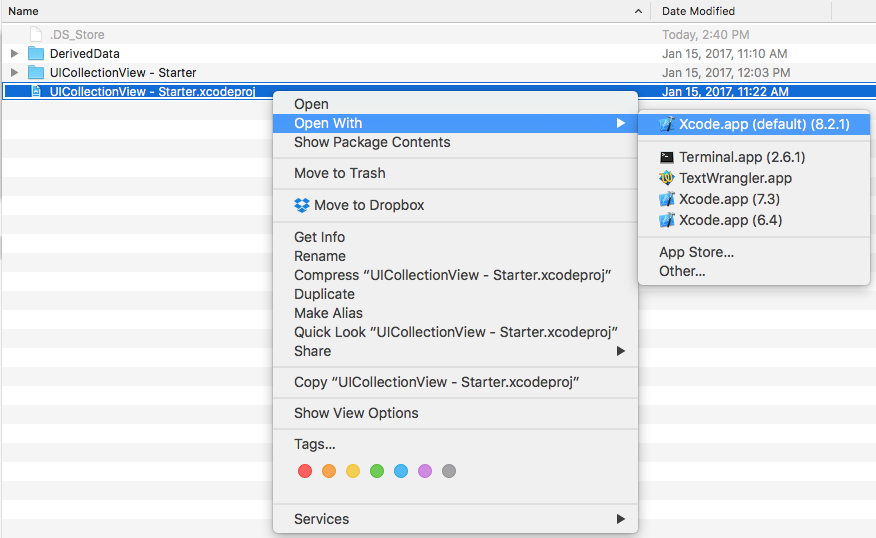 Name Date Modified
.DS_Store Today, 2:40 PM
DerivedData Jan 15, 2017, 11:10 AM
UICollectionView - Starter Jan 15, 2017, 12:03 PM
UICollectionView - Starter.xcodeproj Jan 15, 2017, 11:22 AM
Open
Open With
Show Package Contents
Move to Trash
Move to Dropbox
Get Info
Rename
Compress “UICollectionView - Starter.xcodeproj”
Duplicate
Make Alias
Quick Look “UICollectionView - Starter.xcodeproj”
Share
Copy “UICollectionView - Starter.xcodeproj”
Show View Options
Tags...
Services
Xcode.app (default) (8.2.1)
Terminal.app (2.6.1)
TextWrangler.app
Xcode.app (7.3)
Xcode.app (6.4)
App Store...
Other...